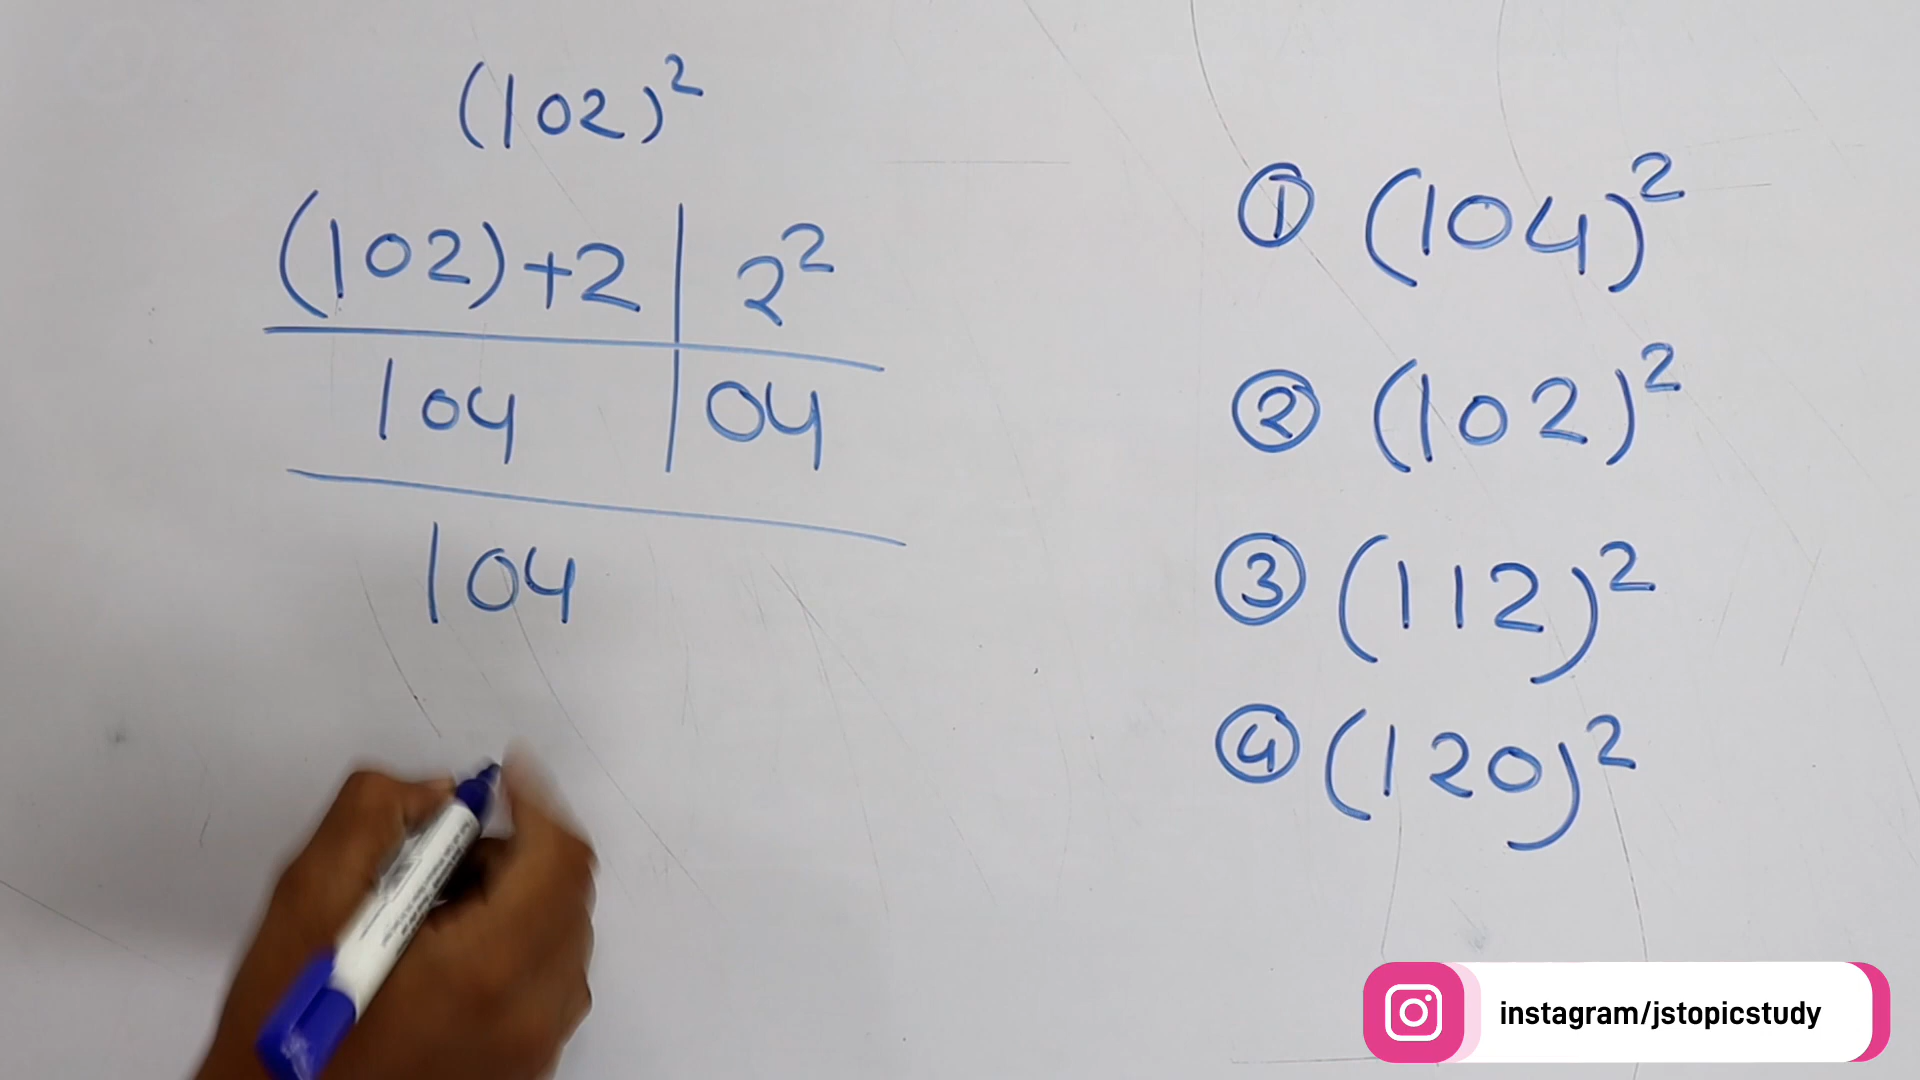 (102)²
(102)+2 | 2²
104 | 04
104
① (104)²
② (102)²
③ (112)²
④ (120)²
instagram/jstopicstudy